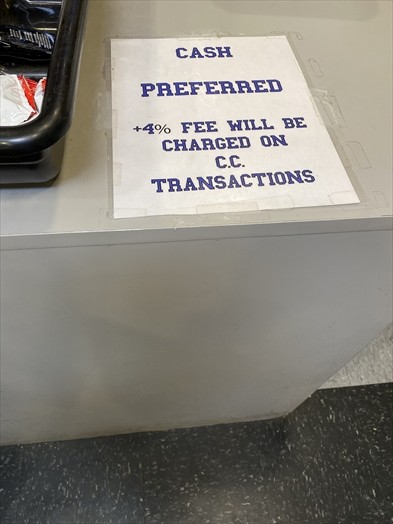 CASH
PREFERRED
+4% FEE WILL BE
CHARGED ON
C.C.
TRANSACTIONS